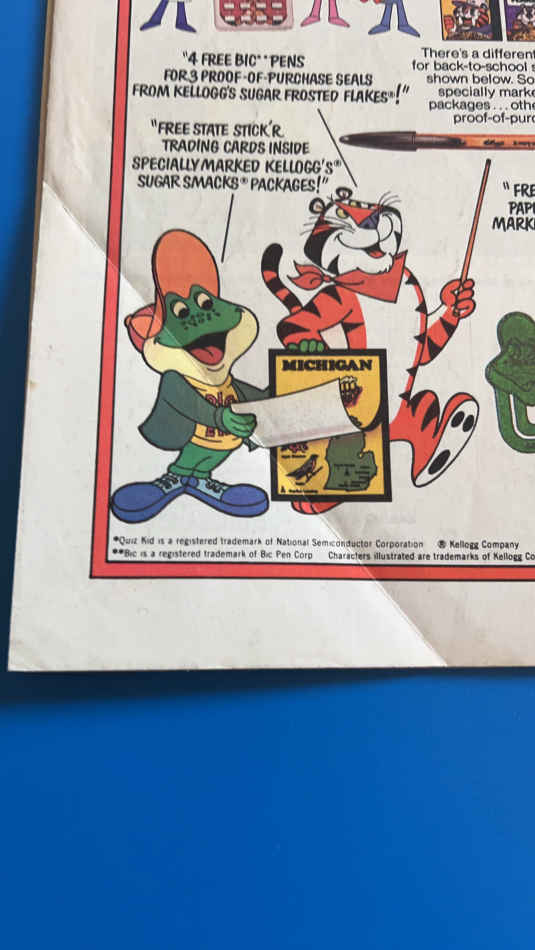 "4 FREE BIC** PENS
FOR 3 PROOF-OF-PURCHASE SEALS
FROM KELLOGG'S SUGAR FROSTED FLAKES®!"
There's a different
for back-to-school
shown below. So
specially mark
packages...oth
proof-of-pur
"FREE STATE STICK'R
TRADING CARDS INSIDE
SPECIALLY MARKED KELLOGG'S®
SUGAR SMACKS® PACKAGES!"
"FRE
PAP
MARK
MICHIGAN
*Quiz Kid is a registered trademark of National Semiconductor Corporation ® Kellogg Company
**Bic is a registered trademark of Bic Pen Corp Characters illustrated are trademarks of Kellogg Co